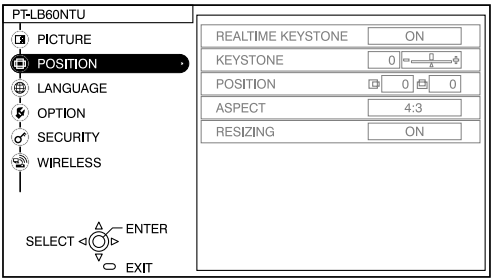 PT-LB60NTU
PICTURE
POSITION
LANGUAGE
OPTION
SECURITY
WIRELESS
SELECT
ENTER
EXIT
REALTIME KEYSTONE ON
KEYSTONE 0 - +
POSITION 0 0
ASPECT 4:3
RESIZING ON